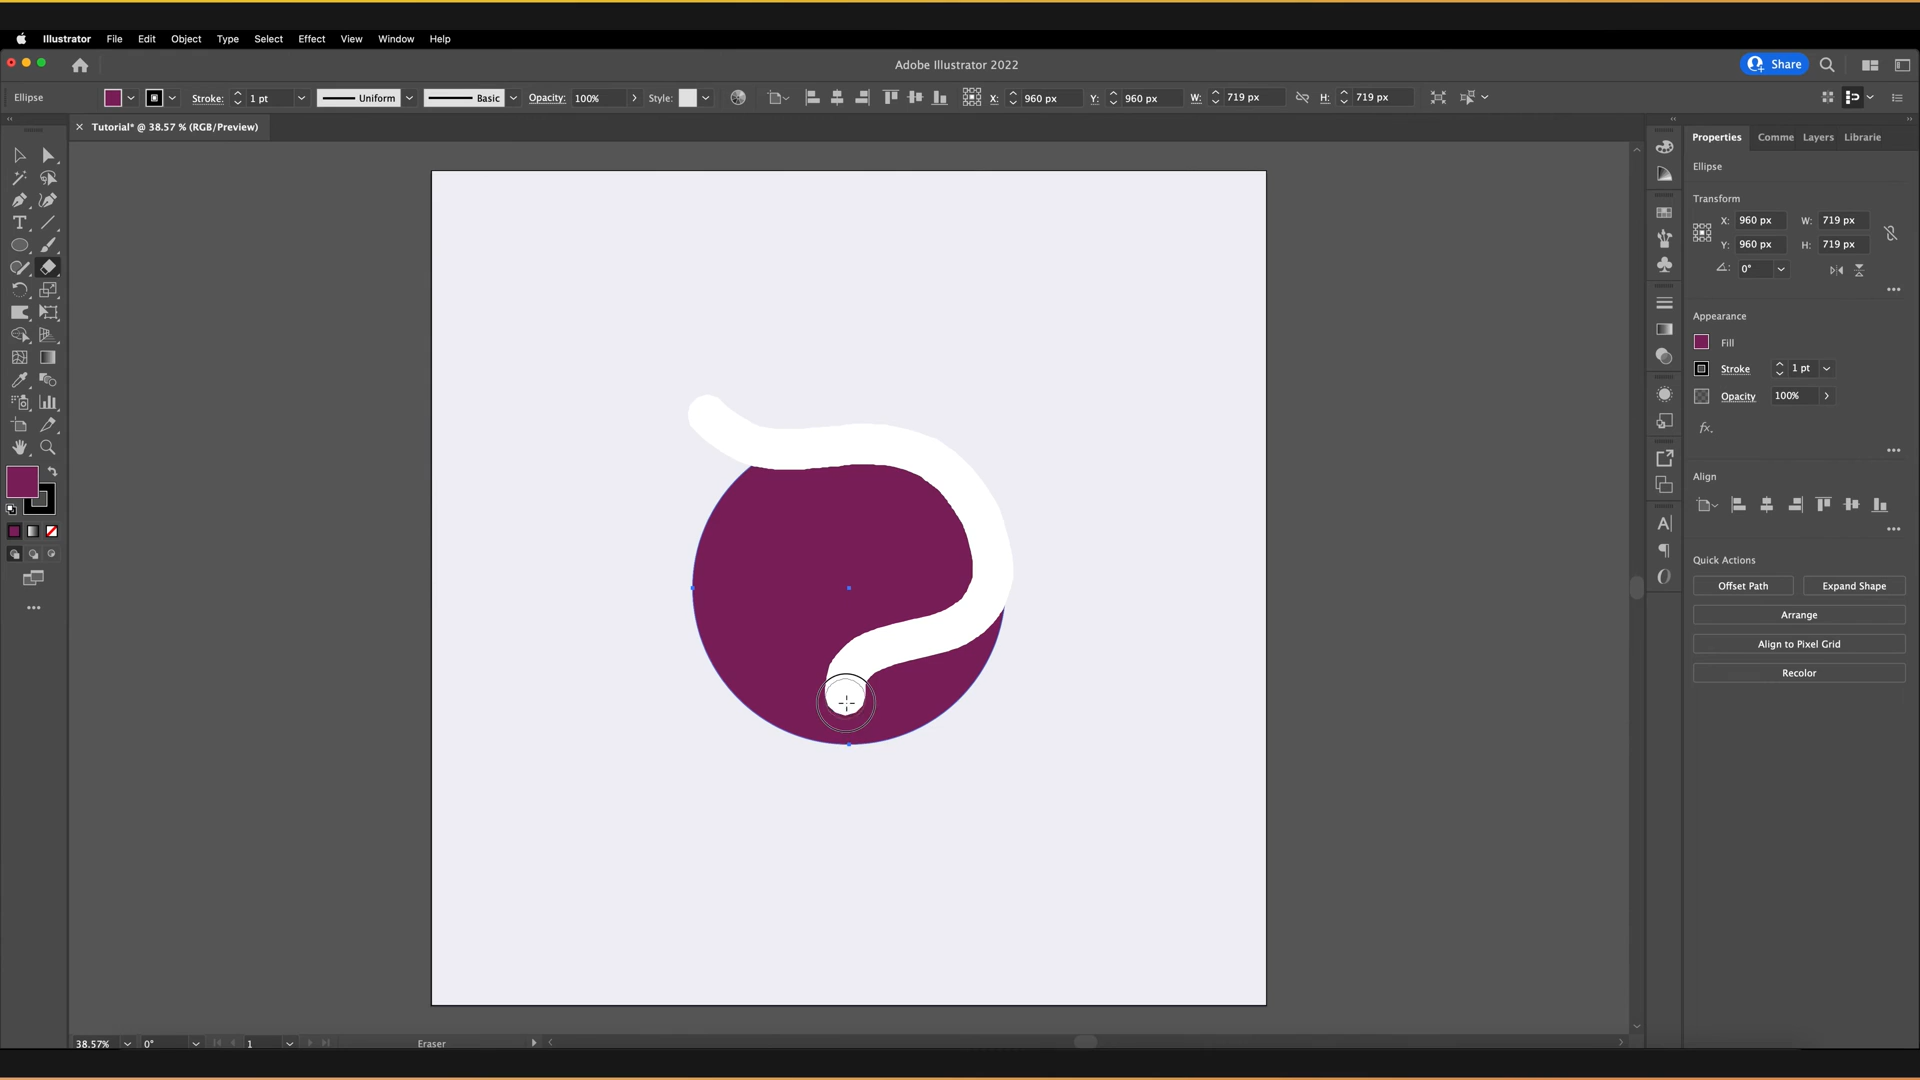 Illustrator File Edit Object Type Select Effect View Window Help
Adobe Illustrator 2022
Share
Ellipse Stroke: 1 pt Uniform Basic Opacity: 100% Style: X: 960 px Y: 960 px W: 719 px H: 719 px
× Tutorial* @ 38.57 % (RGB/Preview)
Properties Comme Layers Librarie
Ellipse
Transform
X: 960 px W: 719 px
Y: 960 px H: 719 px
0°
Appearance
Fill
Stroke 1 pt
Opacity 100%
fx.
Align
Quick Actions
Offset Path Expand Shape
Arrange
Align to Pixel Grid
Recolor
38.57% 0° 1 Eraser